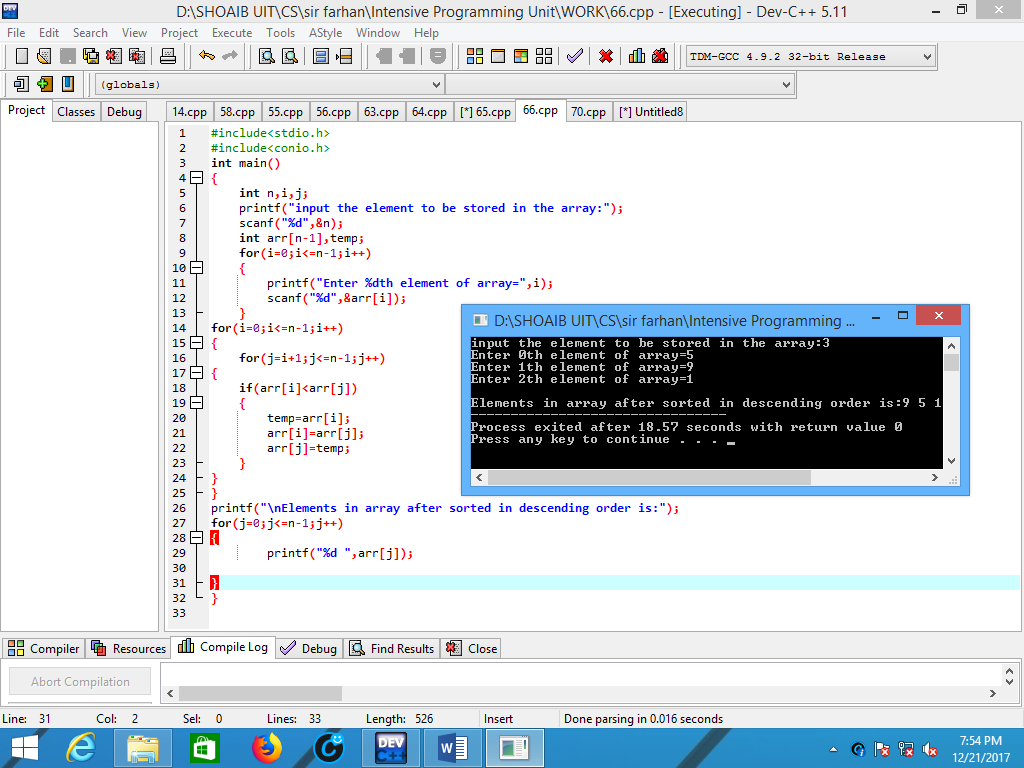 D:\SHOAIB UIT\CS\sir farhan\Intensive Programming Unit\WORK\66.cpp - [Executing] - Dev-C++ 5.11
File Edit Search View Project Execute Tools AStyle Window Help
TDM-GCC 4.9.2 32-bit Release
(globals)
Project Classes Debug
14.cpp 58.cpp 55.cpp 56.cpp 63.cpp 64.cpp [*] 65.cpp 66.cpp 70.cpp [*] Untitled8
1 #include<stdio.h>
2 #include<conio.h>
3 int main()
4 {
5 int n,i,j;
6 printf("input the element to be stored in the array:");
7 scanf("%d",&n);
8 int arr[n-1],temp;
9 for(i=0;i<=n-1;i++)
10 {
11 printf("Enter %dth element of array=",i);
12 scanf("%d",&arr[i]);
13 }
14 for(i=0;i<=n-1;i++)
15 {
16 for(j=i+1;j<=n-1;j++)
17 {
18 if(arr[i]<arr[j])
19 {
20 temp=arr[i];
21 arr[i]=arr[j];
22 arr[j]=temp;
23 }
24 }
25 }
26 printf("\nElements in array after sorted in descending order is:");
27 for(j=0;j<=n-1;j++)
28 {
29 printf("%d ",arr[j]);
30
31 }
32 }
33
D:\SHOAIB UIT\CS\sir farhan\Intensive Programming ...
input the element to be stored in the array:3
Enter 0th element of array=5
Enter 1th element of array=9
Enter 2th element of array=1
Elements in array after sorted in descending order is:9 5 1
--------------------------------
Process exited after 18.57 seconds with return value 0
Press any key to continue . . . _
Compiler Resources Compile Log Debug Find Results Close
Abort Compilation
Line: 31 Col: 2 Sel: 0 Lines: 33 Length: 526 Insert Done parsing in 0.016 seconds
DEV C++
7:54 PM
12/21/2017